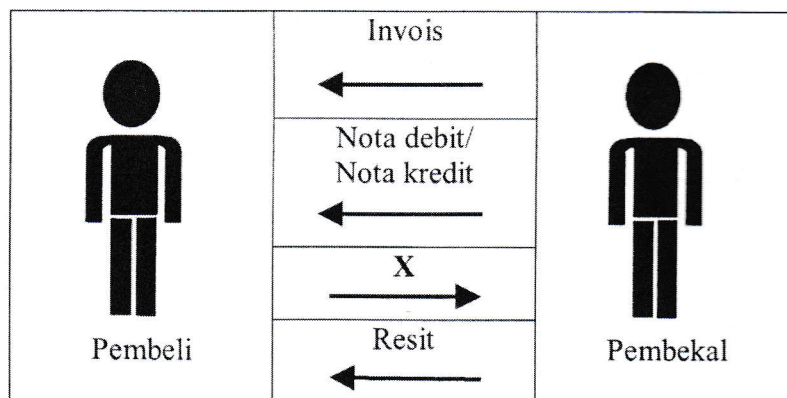 Invois
Nota debit/
Nota kredit
X
Resit
Pembeli
Pembekal